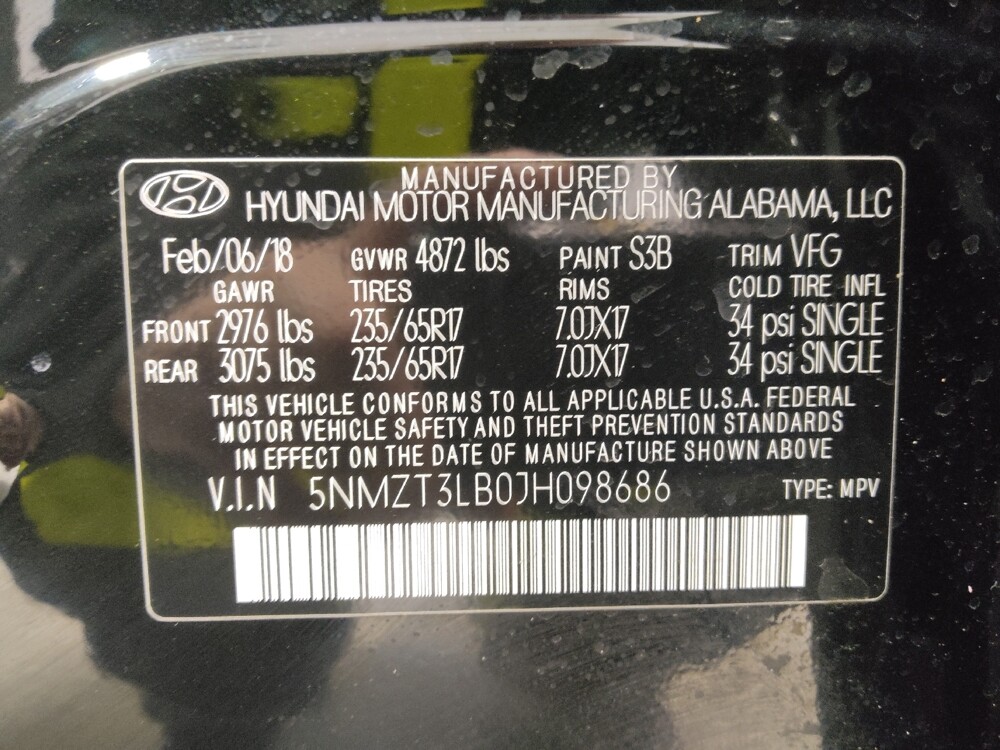 MANUFACTURED BY
HYUNDAI MOTOR MANUFACTURING ALABAMA, LLC
Feb/06/18 GVWR 4872 lbs PAINT S3B TRIM VFG
GAWR TIRES RIMS COLD TIRE INFL
FRONT 2976 lbs 235/65R17 7.0JX17 34 psi SINGLE
REAR 3075 lbs 235/65R17 7.0JX17 34 psi SINGLE
THIS VEHICLE CONFORMS TO ALL APPLICABLE U.S.A. FEDERAL
MOTOR VEHICLE SAFETY AND THEFT PREVENTION STANDARDS
IN EFFECT ON THE DATE OF MANUFACTURE SHOWN ABOVE
V.I.N 5NMZT3LB0JH098686 TYPE: MPV